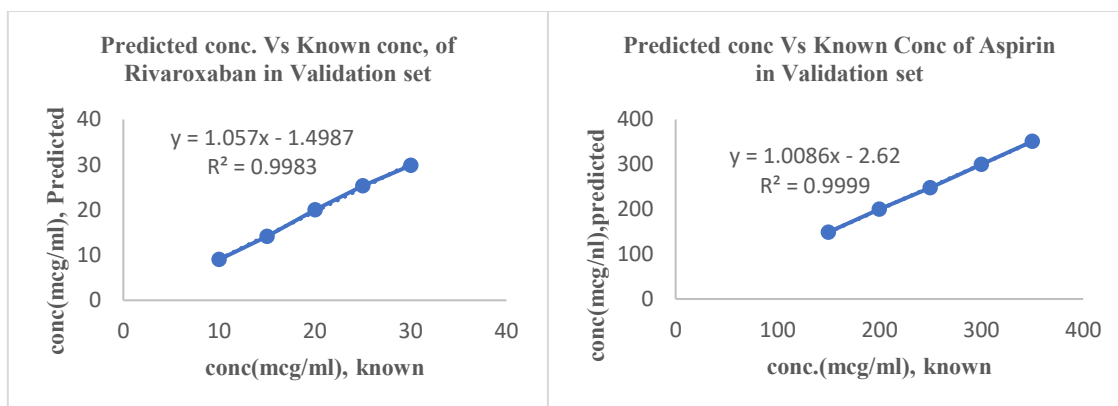 Predicted conc. Vs Known conc, of
Rivaroxaban in Validation set
conc(mcg/ml), Predicted
40
30
20
10
0
y = 1.057x - 1.4987
R² = 0.9983
0 10 20 30 40
conc(mcg/ml), known
Predicted conc Vs Known Conc of Aspirin
in Validation set
conc(mcg/nl),predicted
400
300
200
100
0
y = 1.0086x - 2.62
R² = 0.9999
0 100 200 300 400
conc.(mcg/ml), known